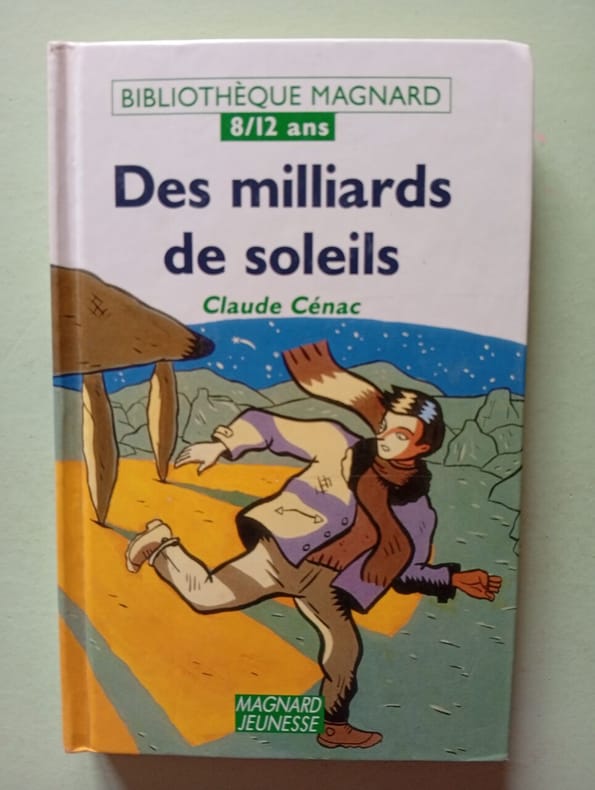 BIBLIOTHÈQUE MAGNARD
8/12 ans
Des milliards
de soleils
Claude Cénac
MAGNARD
JEUNESSE